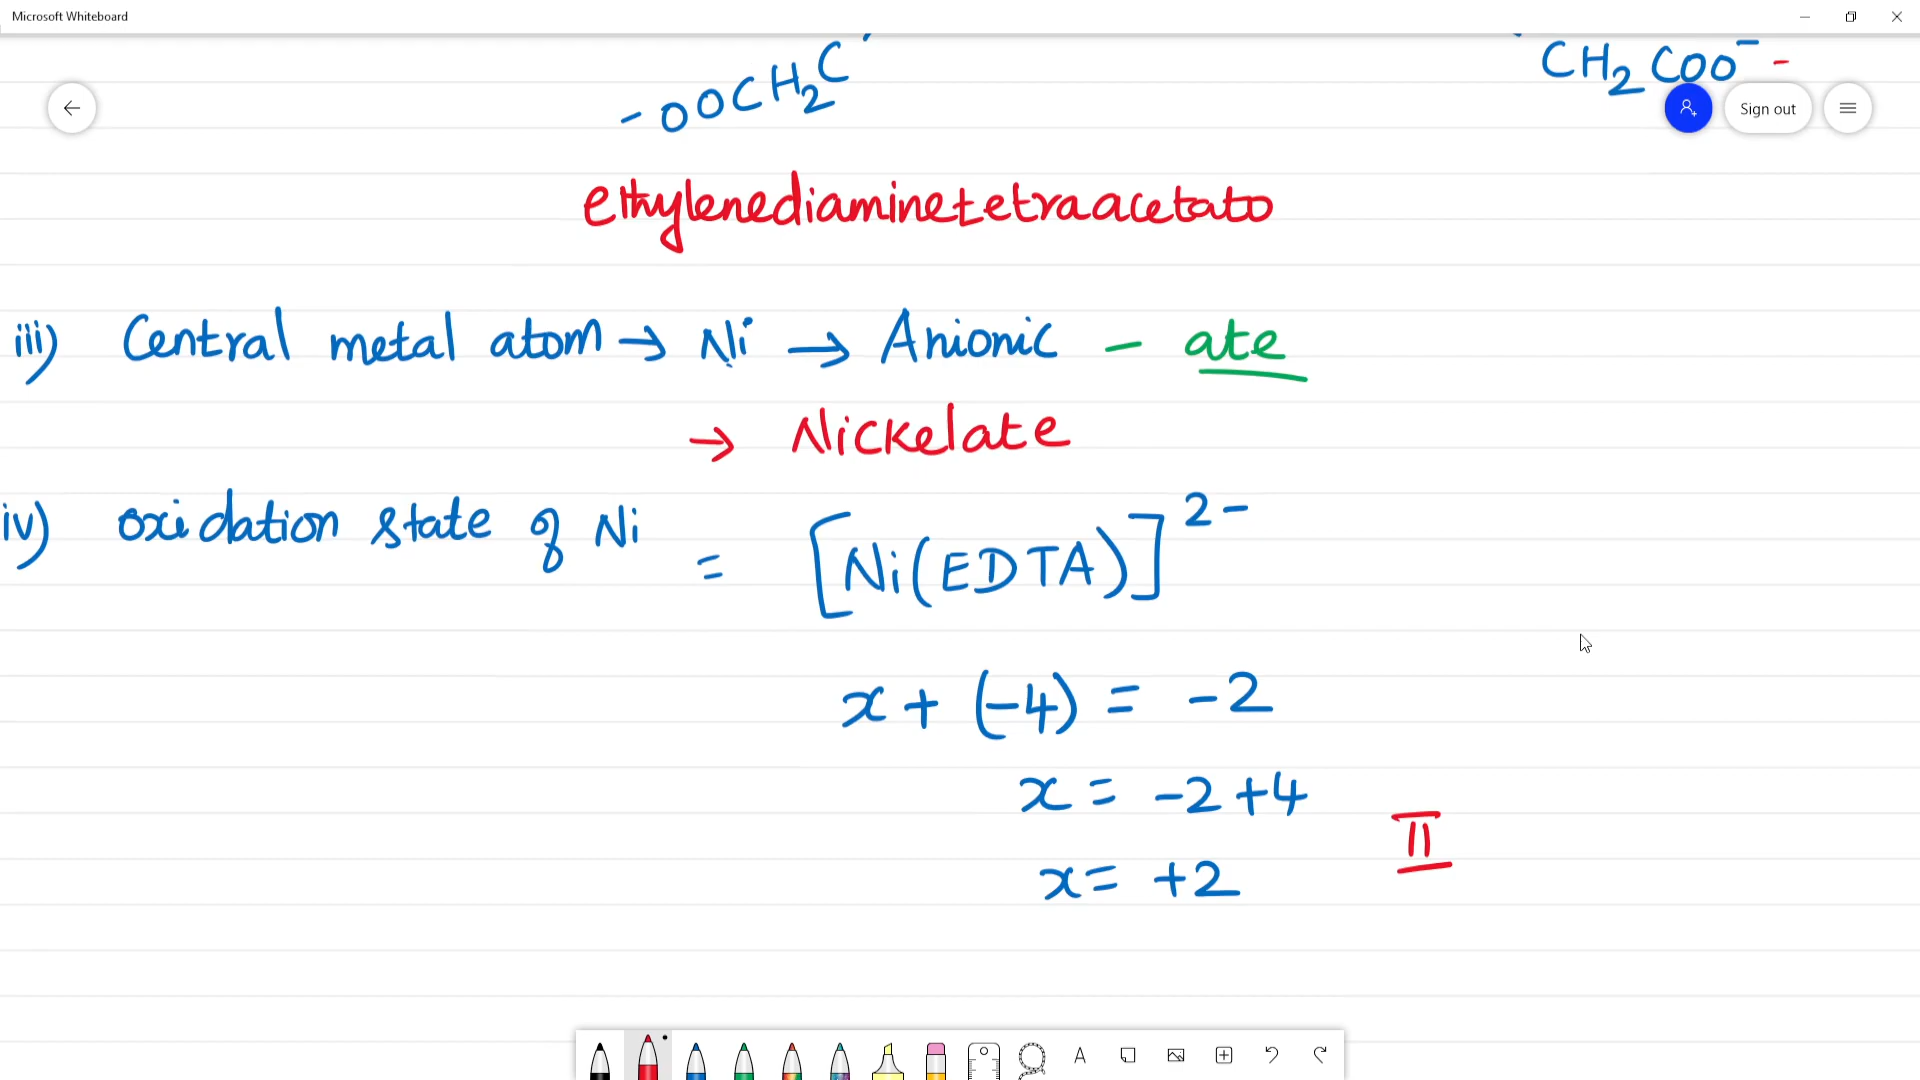 Microsoft Whiteboard
-OOCH2C
CH2COO- -
Sign out
ethylenediaminetetraacetato
iii) Central metal atom → Ni → Anionic - ate
→ Nickelate
iv) oxidation state of Ni = [Ni(EDTA)]2-
x + (-4) = -2
x = -2+4
x = +2 II
A